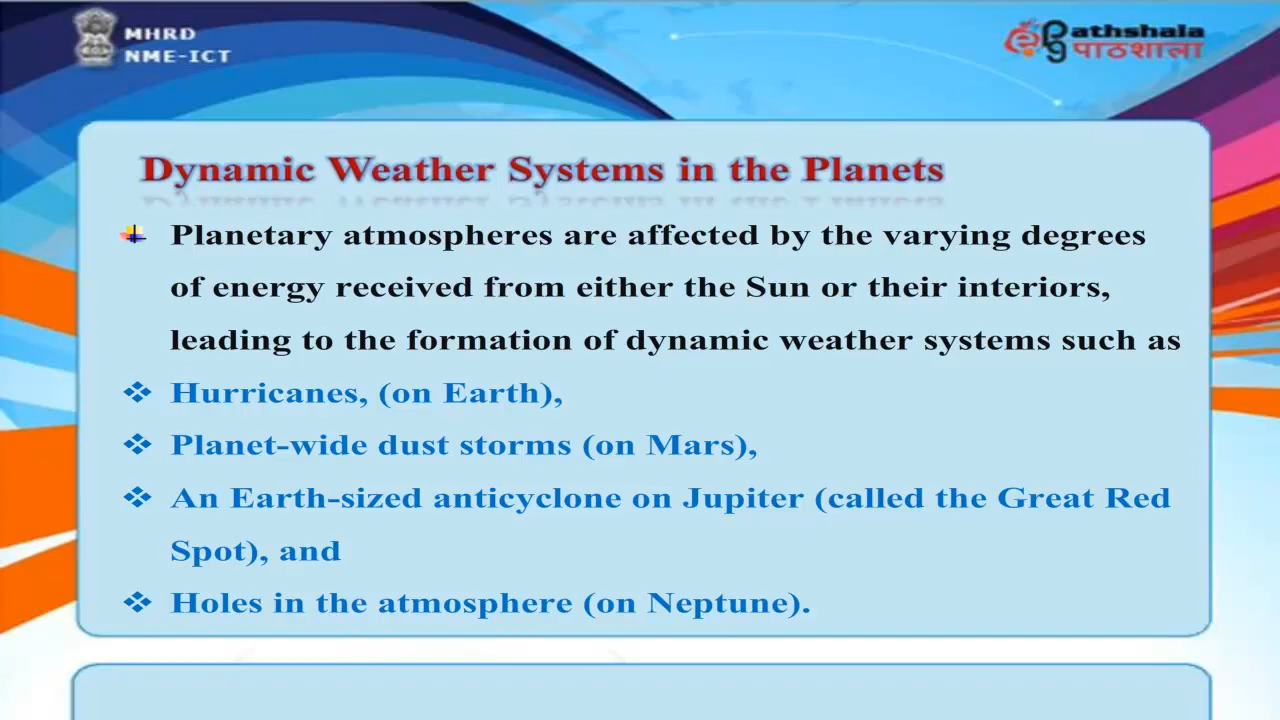 MHRD
NME-ICT
ePGathshala
पाठशाला
Dynamic Weather Systems in the Planets
Planetary atmospheres are affected by the varying degrees
of energy received from either the Sun or their interiors,
leading to the formation of dynamic weather systems such as
Hurricanes, (on Earth),
Planet-wide dust storms (on Mars),
An Earth-sized anticyclone on Jupiter (called the Great Red
Spot), and
Holes in the atmosphere (on Neptune).